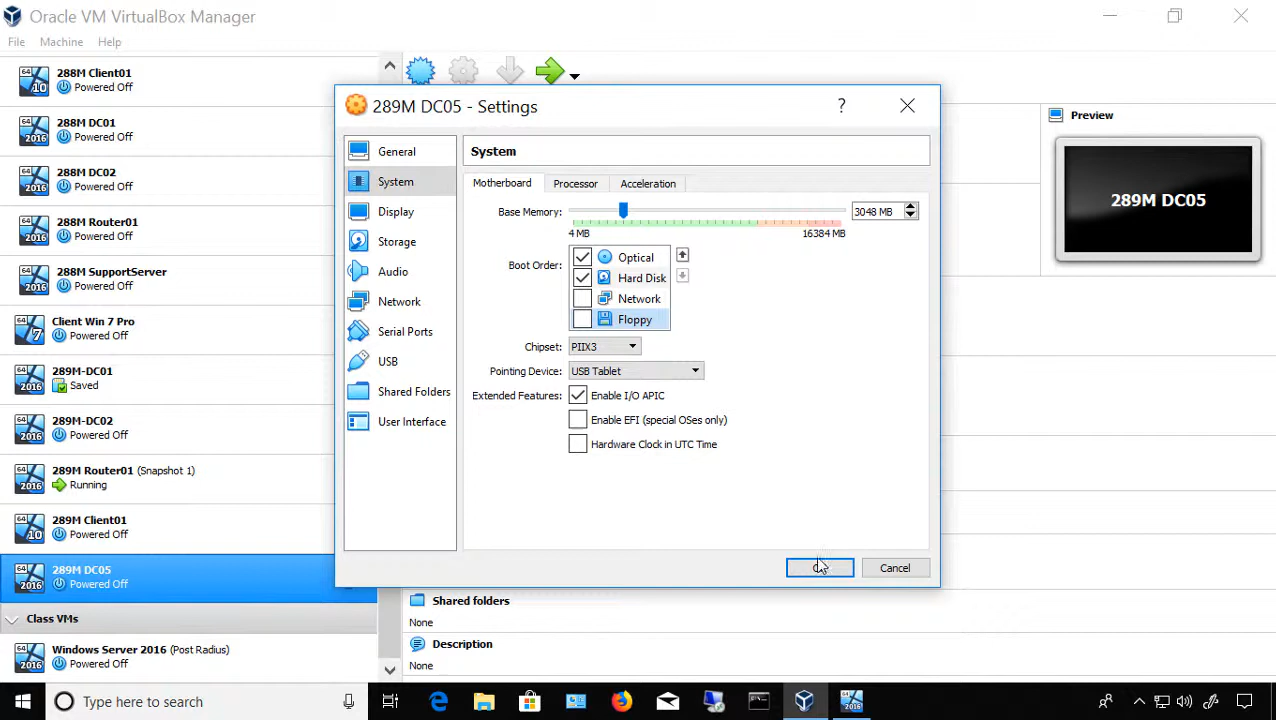 Oracle VM VirtualBox Manager
File Machine Help
288M Client01
Powered Off
288M DC01
Powered Off
288M DC02
Powered Off
288M Router01
Powered Off
288M SupportServer
Powered Off
Client Win 7 Pro
Powered Off
289M-DC01
Saved
289M-DC02
Powered Off
289M Router01 (Snapshot 1)
Running
289M Client01
Powered Off
289M DC05
Powered Off
Class VMs
Windows Server 2016 (Post Radius)
Powered Off
289M DC05 - Settings
?
General
System
Display
Storage
Audio
Network
Serial Ports
USB
Shared Folders
User Interface
System
Motherboard Processor Acceleration
Base Memory: 3048 MB
4 MB 16384 MB
Boot Order: Optical
Hard Disk
Network
Floppy
Chipset: PIIX3
Pointing Device: USB Tablet
Extended Features: Enable I/O APIC
Enable EFI (special OSes only)
Hardware Clock in UTC Time
Cancel
Preview
289M DC05
Shared folders
None
Description
None
Type here to search